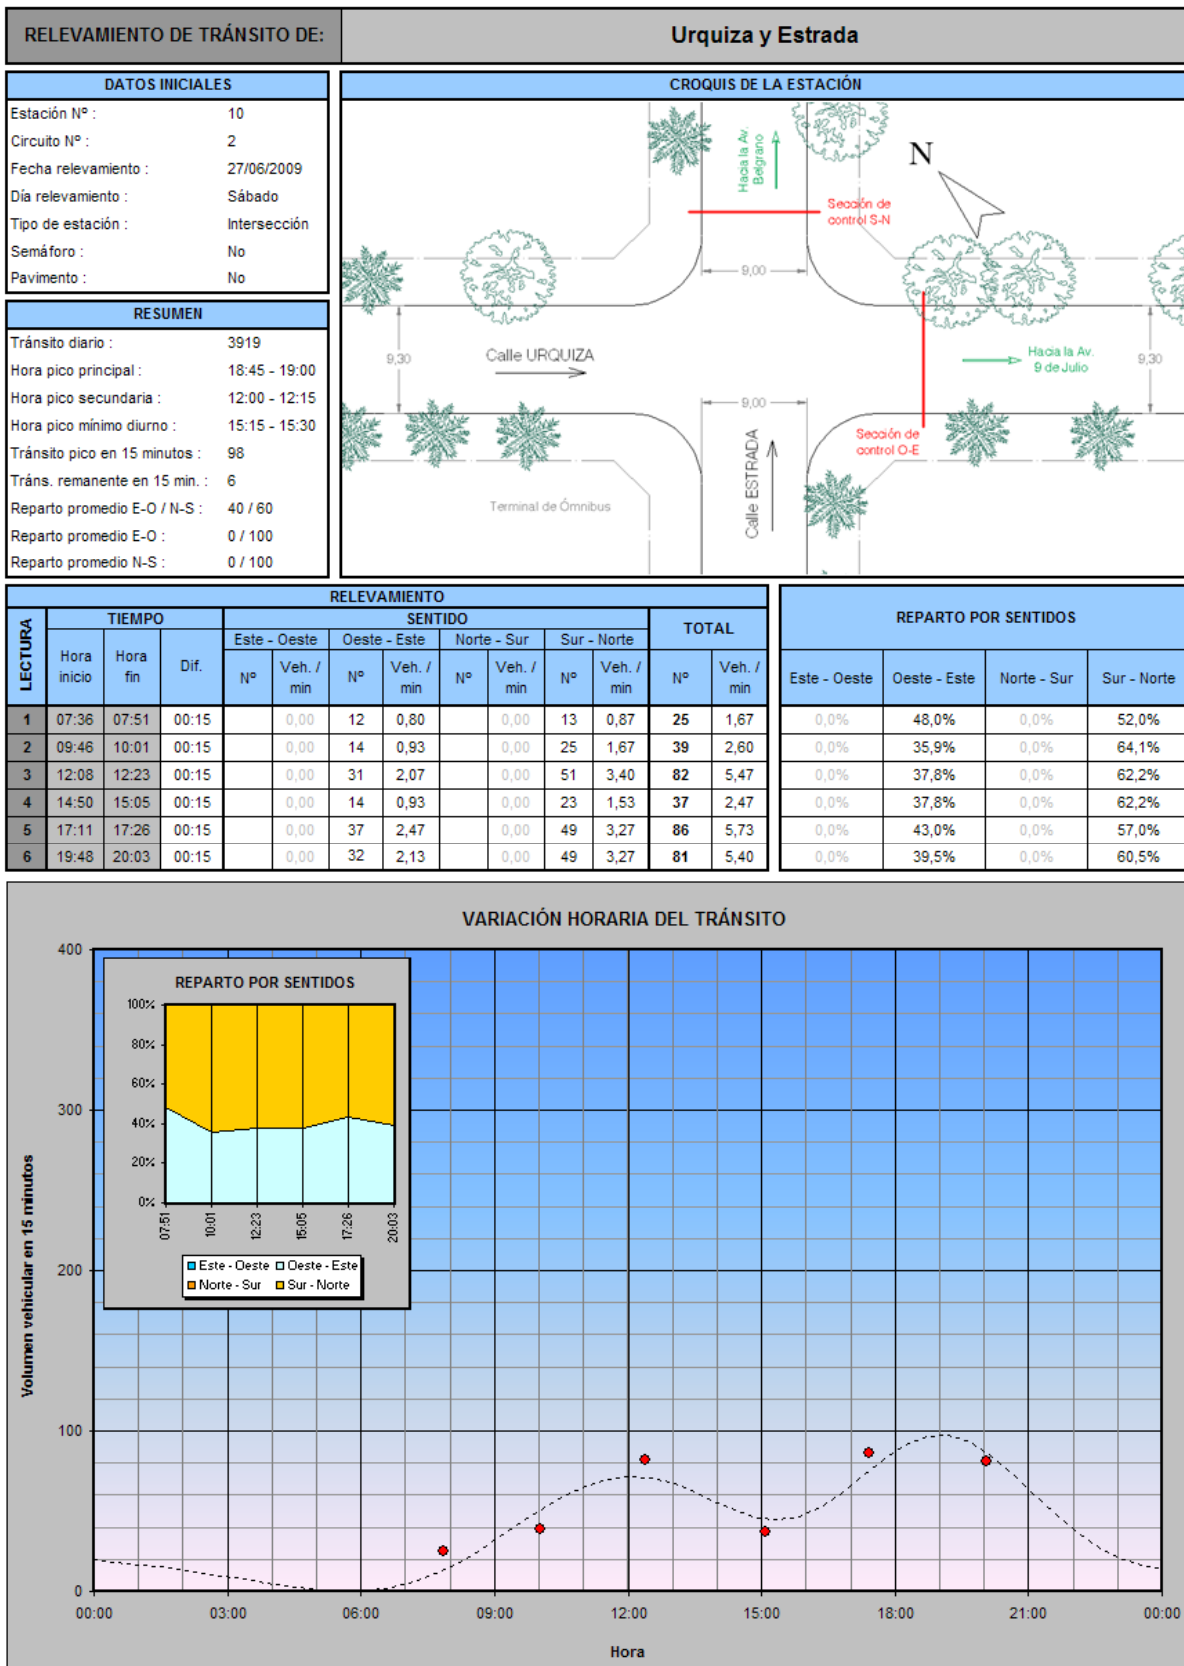 RELEVAMIENTO DE TRÁNSITO DE: Urquiza y Estrada
DATOS INICIALES
Estación Nº : 10
Circuito Nº : 2
Fecha relevamiento : 27/06/2009
Día relevamiento : Sábado
Tipo de estación : Intersección
Semáforo : No
Pavimento : No
RESUMEN
Tránsito diario : 3919
Hora pico principal : 18:45 - 19:00
Hora pico secundaria : 12:00 - 12:15
Hora pico mínimo diurno : 15:15 - 15:30
Tránsito pico en 15 minutos : 98
Tráns. remanente en 15 min. : 6
Reparto promedio E-O / N-S : 40 / 60
Reparto promedio E-O : 0 / 100
Reparto promedio N-S : 0 / 100
CROQUIS DE LA ESTACIÓN
Hacia la Av.
Belgrano
N
Sección de
control S-N
9,00
9,30
Calle URQUIZA
Hacia la Av.
9 de Julio
9,30
9,00
Sección de
control O-E
Calle ESTRADA
Terminal de Ómnibus
RELEVAMIENTO
LECTURA
TIEMPO SENTIDO TOTAL
Este - Oeste Oeste - Este Norte - Sur Sur - Norte
Hora inicio Hora fin Dif. Nº Veh. / min Nº Veh. / min Nº Veh. / min Nº Veh. / min Nº Veh. / min
1 07:36 07:51 00:15 0,00 12 0,80 0,00 13 0,87 25 1,67
2 09:46 10:01 00:15 0,00 14 0,93 0,00 25 1,67 39 2,60
3 12:08 12:23 00:15 0,00 31 2,07 0,00 51 3,40 82 5,47
4 14:50 15:05 00:15 0,00 14 0,93 0,00 23 1,53 37 2,47
5 17:11 17:26 00:15 0,00 37 2,47 0,00 49 3,27 86 5,73
6 19:48 20:03 00:15 0,00 32 2,13 0,00 49 3,27 81 5,40
REPARTO POR SENTIDOS
Este - Oeste Oeste - Este Norte - Sur Sur - Norte
0,0% 48,0% 0,0% 52,0%
0,0% 35,9% 0,0% 64,1%
0,0% 37,8% 0,0% 62,2%
0,0% 37,8% 0,0% 62,2%
0,0% 43,0% 0,0% 57,0%
0,0% 39,5% 0,0% 60,5%
VARIACIÓN HORARIA DEL TRÁNSITO
Volumen vehicular en 15 minutos
400
300
200
100
0
REPARTO POR SENTIDOS
100%
80%
60%
40%
20%
0%
07:51 10:01 12:23 15:05 17:26 20:03
Este - Oeste Oeste - Este
Norte - Sur Sur - Norte
00:00 03:00 06:00 09:00 12:00 15:00 18:00 21:00 00:00
Hora